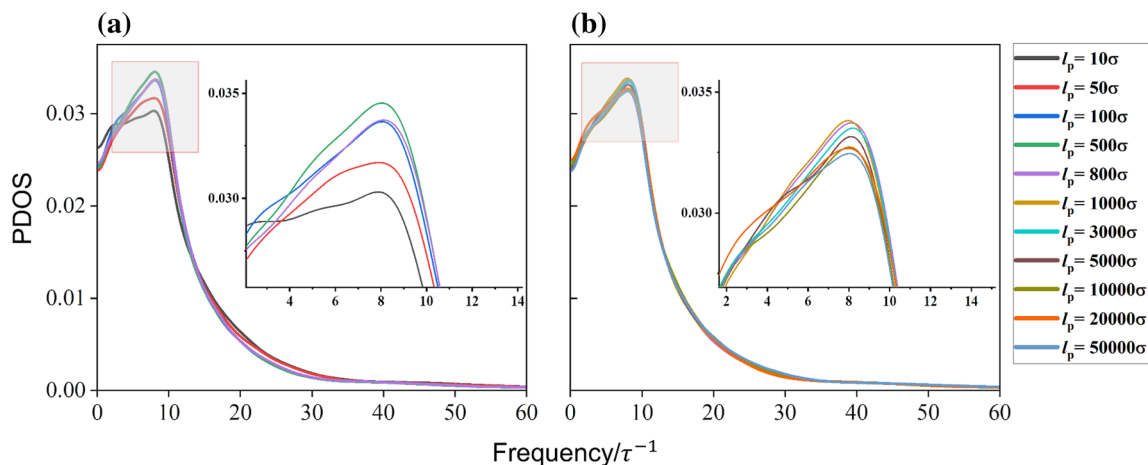 (a)
(b)
PDOS
0.03
0.02
0.01
0.00
0 10 20 30 40 50 60
0.035
0.030
4 6 8 10 12 14
0 10 20 30 40 50 60
0.035
0.030
2 4 6 8 10 12 14
Frequency/τ⁻¹
lₚ= 10σ
lₚ= 50σ
lₚ= 100σ
lₚ= 500σ
lₚ= 800σ
lₚ= 1000σ
lₚ= 3000σ
lₚ= 5000σ
lₚ= 10000σ
lₚ= 20000σ
lₚ= 50000σ